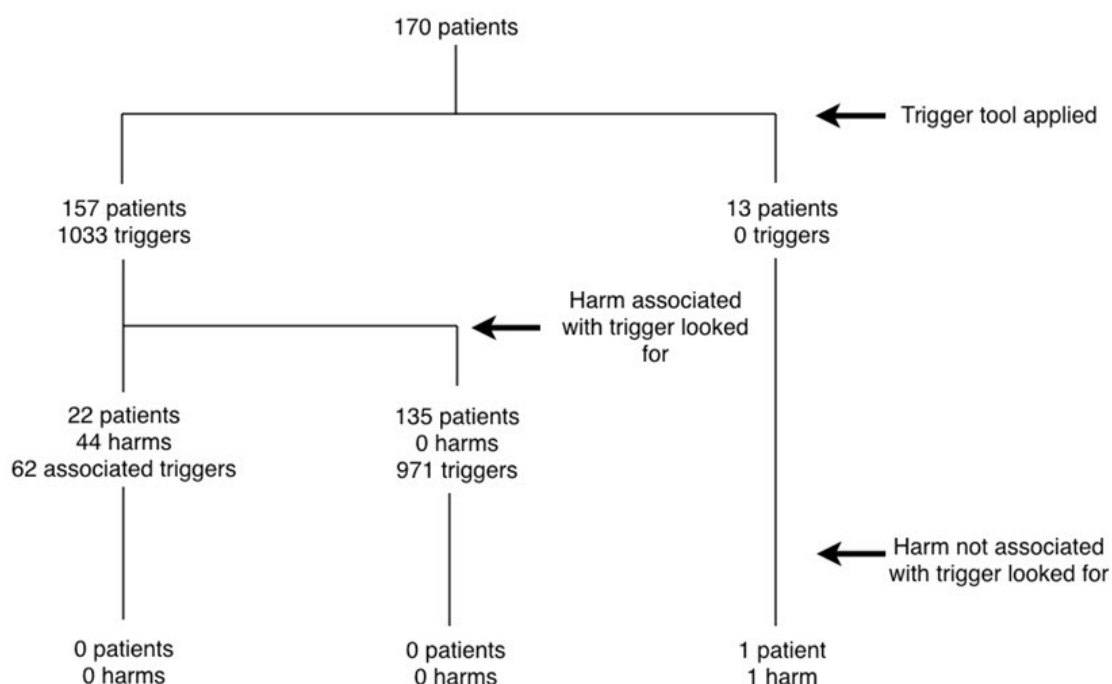 170 patients
Trigger tool applied
157 patients
1033 triggers
13 patients
0 triggers
Harm associated
with trigger looked
for
22 patients
44 harms
62 associated triggers
135 patients
0 harms
971 triggers
Harm not associated
with trigger looked for
0 patients
0 harms
0 patients
0 harms
1 patient
1 harm